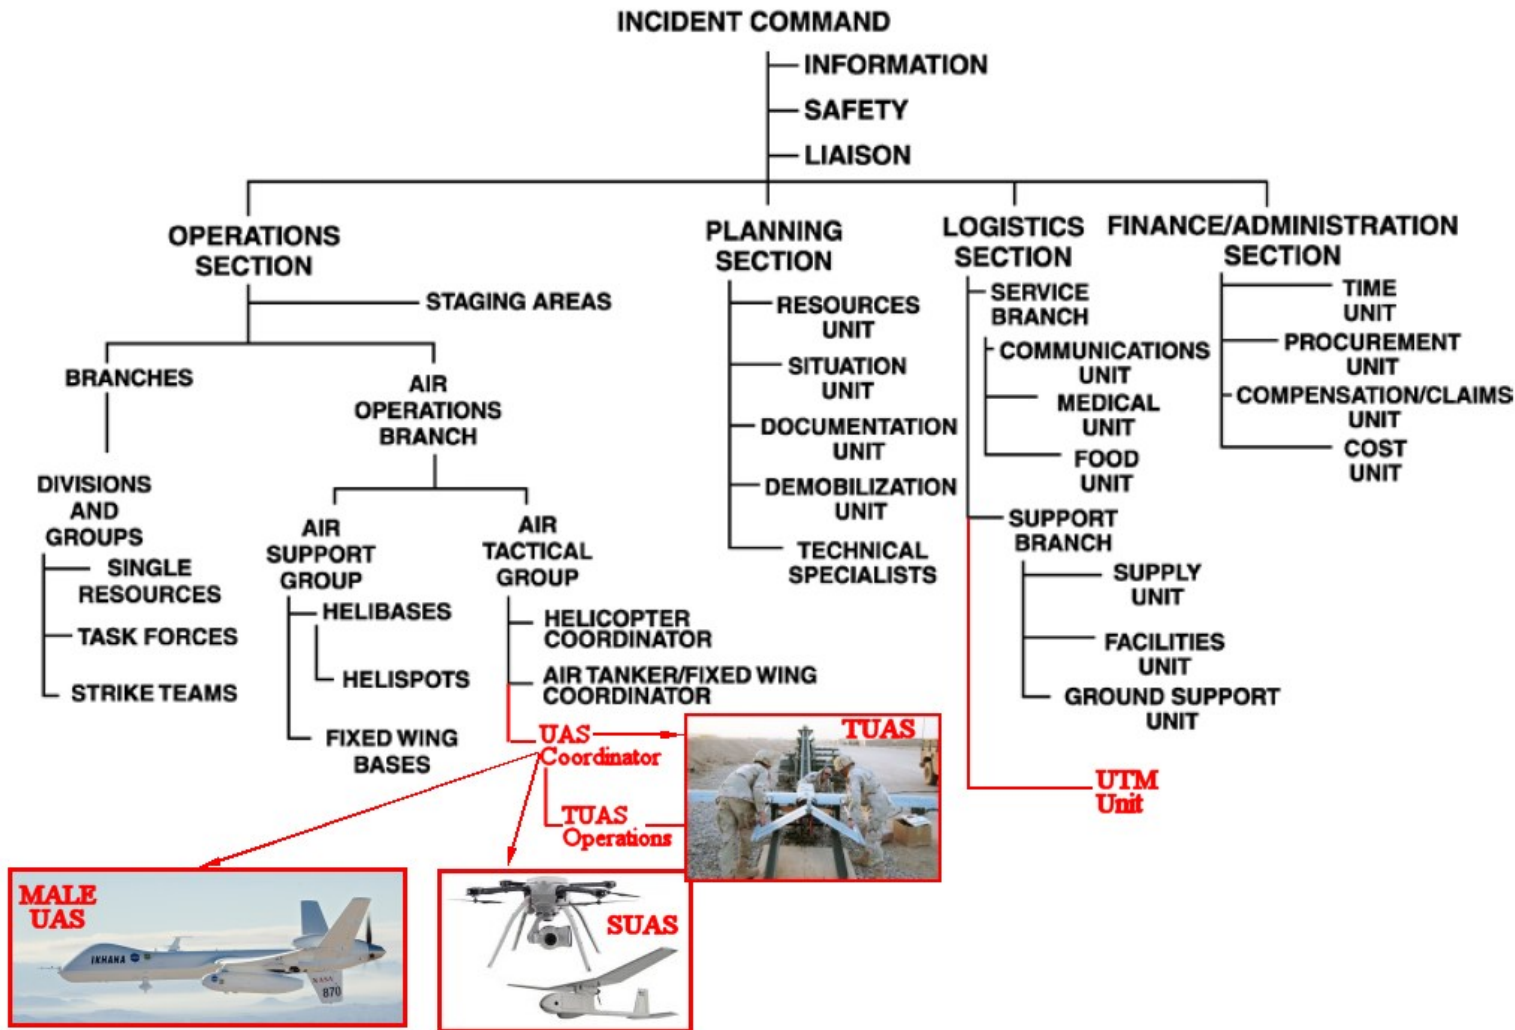 INCIDENT COMMAND
INFORMATION
SAFETY
LIAISON
OPERATIONS
SECTION
STAGING AREAS
BRANCHES
DIVISIONS
AND
GROUPS
SINGLE
RESOURCES
TASK FORCES
STRIKE TEAMS
AIR
OPERATIONS
BRANCH
AIR
SUPPORT
GROUP
HELIBASES
HELISPOTS
FIXED WING
BASES
AIR
TACTICAL
GROUP
HELICOPTER
COORDINATOR
AIR TANKER/FIXED WING
COORDINATOR
UAS
Coordinator
TUAS
Operations
TUAS
MALE
UAS
IKHANA
NASA
870
SUAS
PLANNING
SECTION
RESOURCES
UNIT
SITUATION
UNIT
DOCUMENTATION
UNIT
DEMOBILIZATION
UNIT
TECHNICAL
SPECIALISTS
LOGISTICS
SECTION
SERVICE
BRANCH
COMMUNICATIONS
UNIT
MEDICAL
UNIT
FOOD
UNIT
SUPPORT
BRANCH
SUPPLY
UNIT
FACILITIES
UNIT
GROUND SUPPORT
UNIT
UTM
Unit
FINANCE/ADMINISTRATION
SECTION
TIME
UNIT
PROCUREMENT
UNIT
COMPENSATION/CLAIMS
UNIT
COST
UNIT